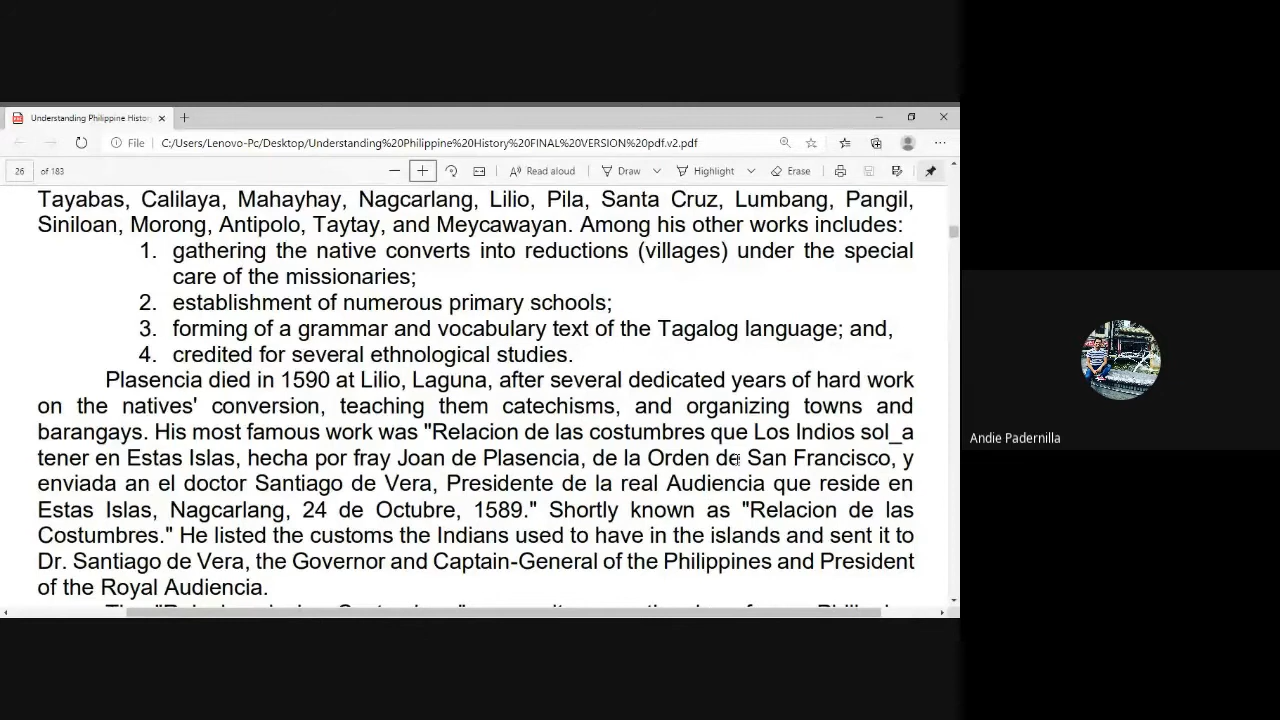 Understanding Philippine Histor
File
C:/Users/Lenovo-Pc/Desktop/Understanding%20Philippine%20History%20FINAL%20VERSION%20pdf.v2.pdf
26 of 183
Read aloud
Draw
Highlight
Erase
Tayabas, Calilaya, Mahayhay, Nagcarlang, Lilio, Pila, Santa Cruz, Lumbang, Pangil,
Siniloan, Morong, Antipolo, Taytay, and Meycawayan. Among his other works includes:
1. gathering the native converts into reductions (villages) under the special
care of the missionaries;
2. establishment of numerous primary schools;
3. forming of a grammar and vocabulary text of the Tagalog language; and,
4. credited for several ethnological studies.
Plasencia died in 1590 at Lilio, Laguna, after several dedicated years of hard work
on the natives' conversion, teaching them catechisms, and organizing towns and
barangays. His most famous work was "Relacion de las costumbres que Los Indios sol_a
tener en Estas Islas, hecha por fray Joan de Plasencia, de la Orden de San Francisco, y
enviada an el doctor Santiago de Vera, Presidente de la real Audiencia que reside en
Estas Islas, Nagcarlang, 24 de Octubre, 1589." Shortly known as "Relacion de las
Costumbres." He listed the customs the Indians used to have in the islands and sent it to
Dr. Santiago de Vera, the Governor and Captain-General of the Philippines and President
of the Royal Audiencia.
Andie Padernilla